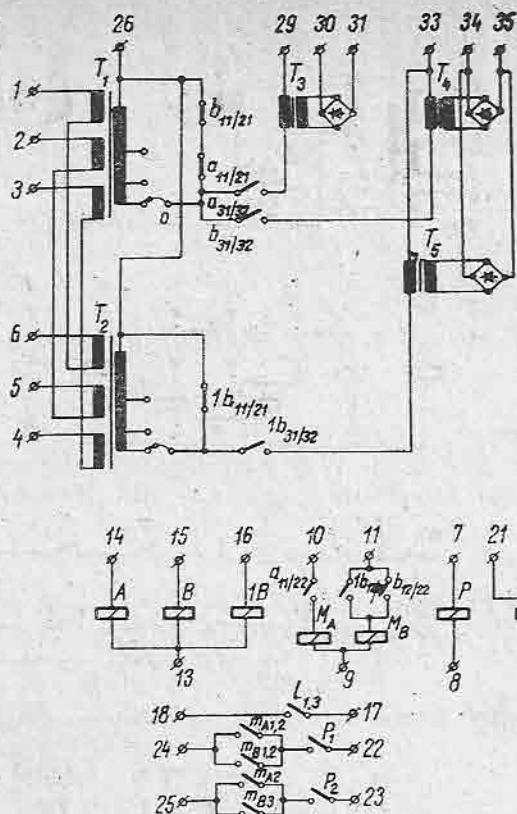 26 29 30 31 33 34 35
T1 T3 T4
1
b11/21
2
a11/21
3
a31/32
o
b31/32
T5
T2
6
5
1b11/21
4
1b31/32
14 15 16 10 11 7 21
a11/22 b12/22
A B 1B P
MA MB
13 9 8
l1,3
18 17
mA1,2
24 P1 22
mB1,2
mA2
25 P2 23
mB3